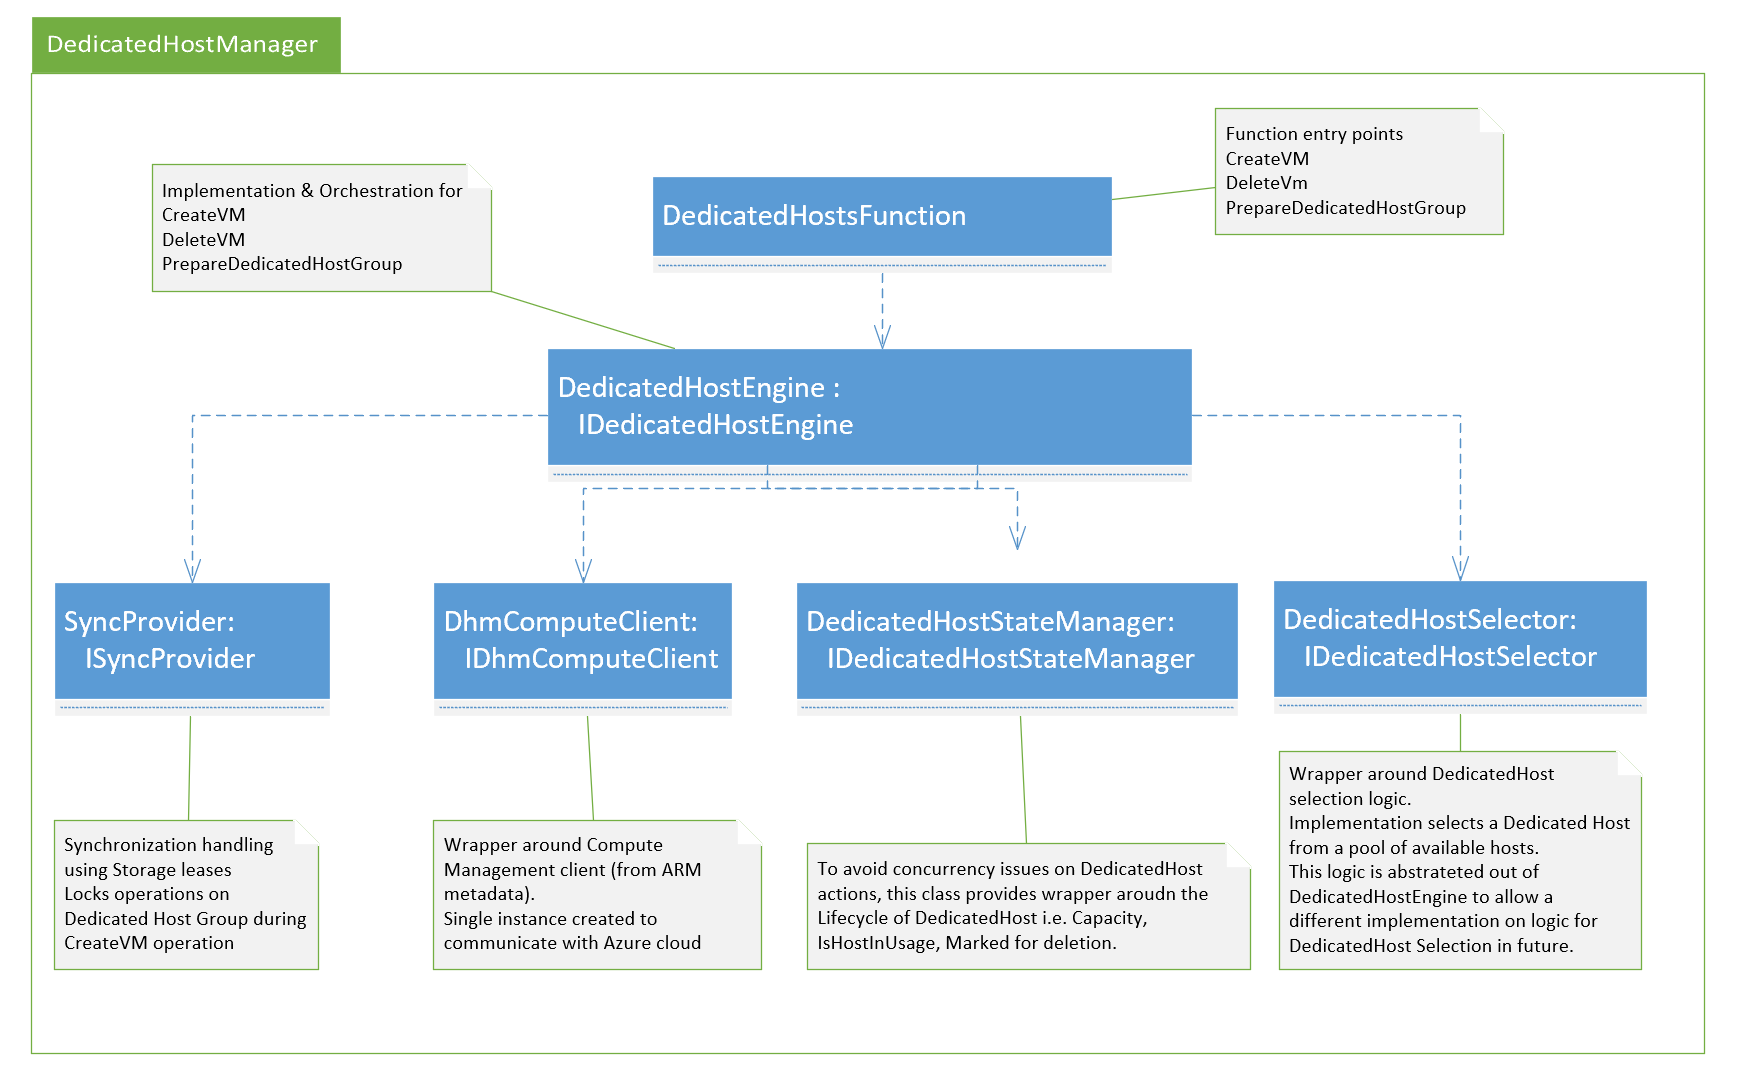 DedicatedHostManager
Function entry points
CreateVM
DeleteVm
PrepareDedicatedHostGroup
Implementation & Orchestration for
CreateVM
DeleteVM
PrepareDedicatedHostGroup
DedicatedHostsFunction
DedicatedHostEngine :
IDedicatedHostEngine
SyncProvider:
ISyncProvider
DhmComputeClient:
IDhmComputeClient
DedicatedHostStateManager:
IDedicatedHostStateManager
DedicatedHostSelector:
IDedicatedHostSelector
Synchronization handling
using Storage leases
Locks operations on
Dedicated Host Group during
CreateVM operation
Wrapper around Compute
Management client (from ARM
metadata).
Single instance created to
communicate with Azure cloud
To avoid concurrency issues on DedicatedHost
actions, this class provides wrapper aroudn the
Lifecycle of DedicatedHost i.e. Capacity,
IsHostInUsage, Marked for deletion.
Wrapper around DedicatedHost
selection logic.
Implementation selects a Dedicated Host
from a pool of available hosts.
This logic is abstrateted out of
DedicatedHostEngine to allow a
different implementation on logic for
DedicatedHost Selection in future.